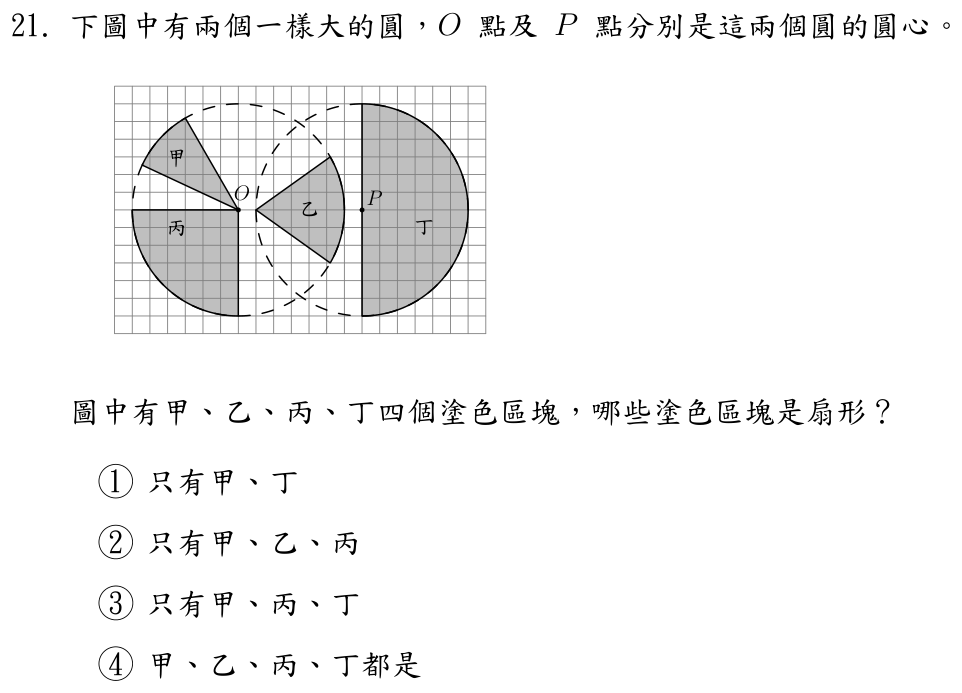 21. 下圖中有兩個一樣大的圓，O 點及 P 點分別是這兩個圓的圓心。
甲
O
乙
P
丙
丁
圖中有甲、乙、丙、丁四個塗色區塊，哪些塗色區塊是扇形？
① 只有甲、丁
② 只有甲、乙、丙
③ 只有甲、丙、丁
④ 甲、乙、丙、丁都是